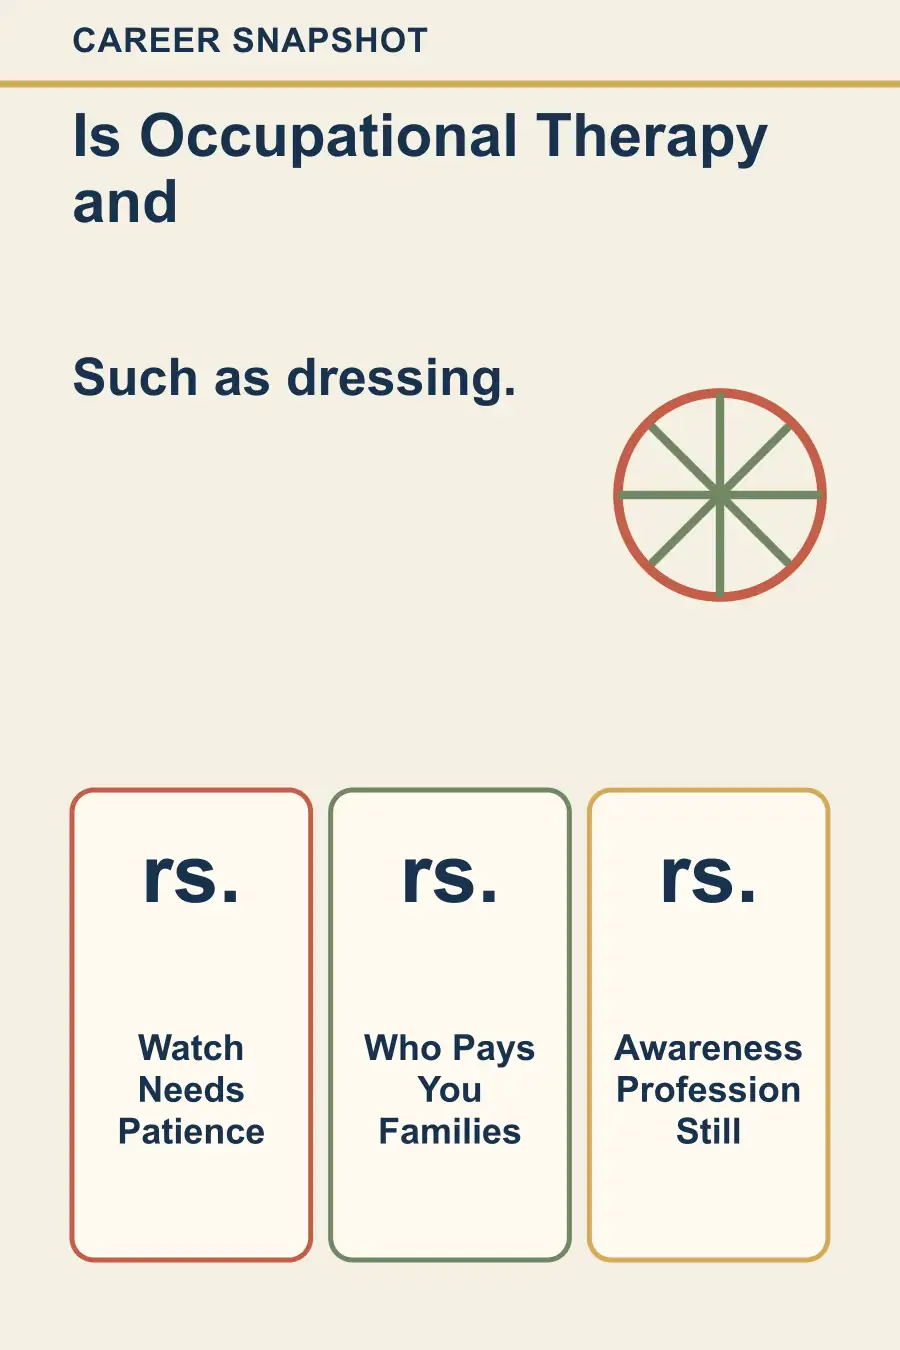 CAREER SNAPSHOT
Is Occupational Therapy
and
Such as dressing.
rs.
Watch
Needs
Patience
rs.
Who Pays
You
Families
rs.
Awareness
Profession
Still